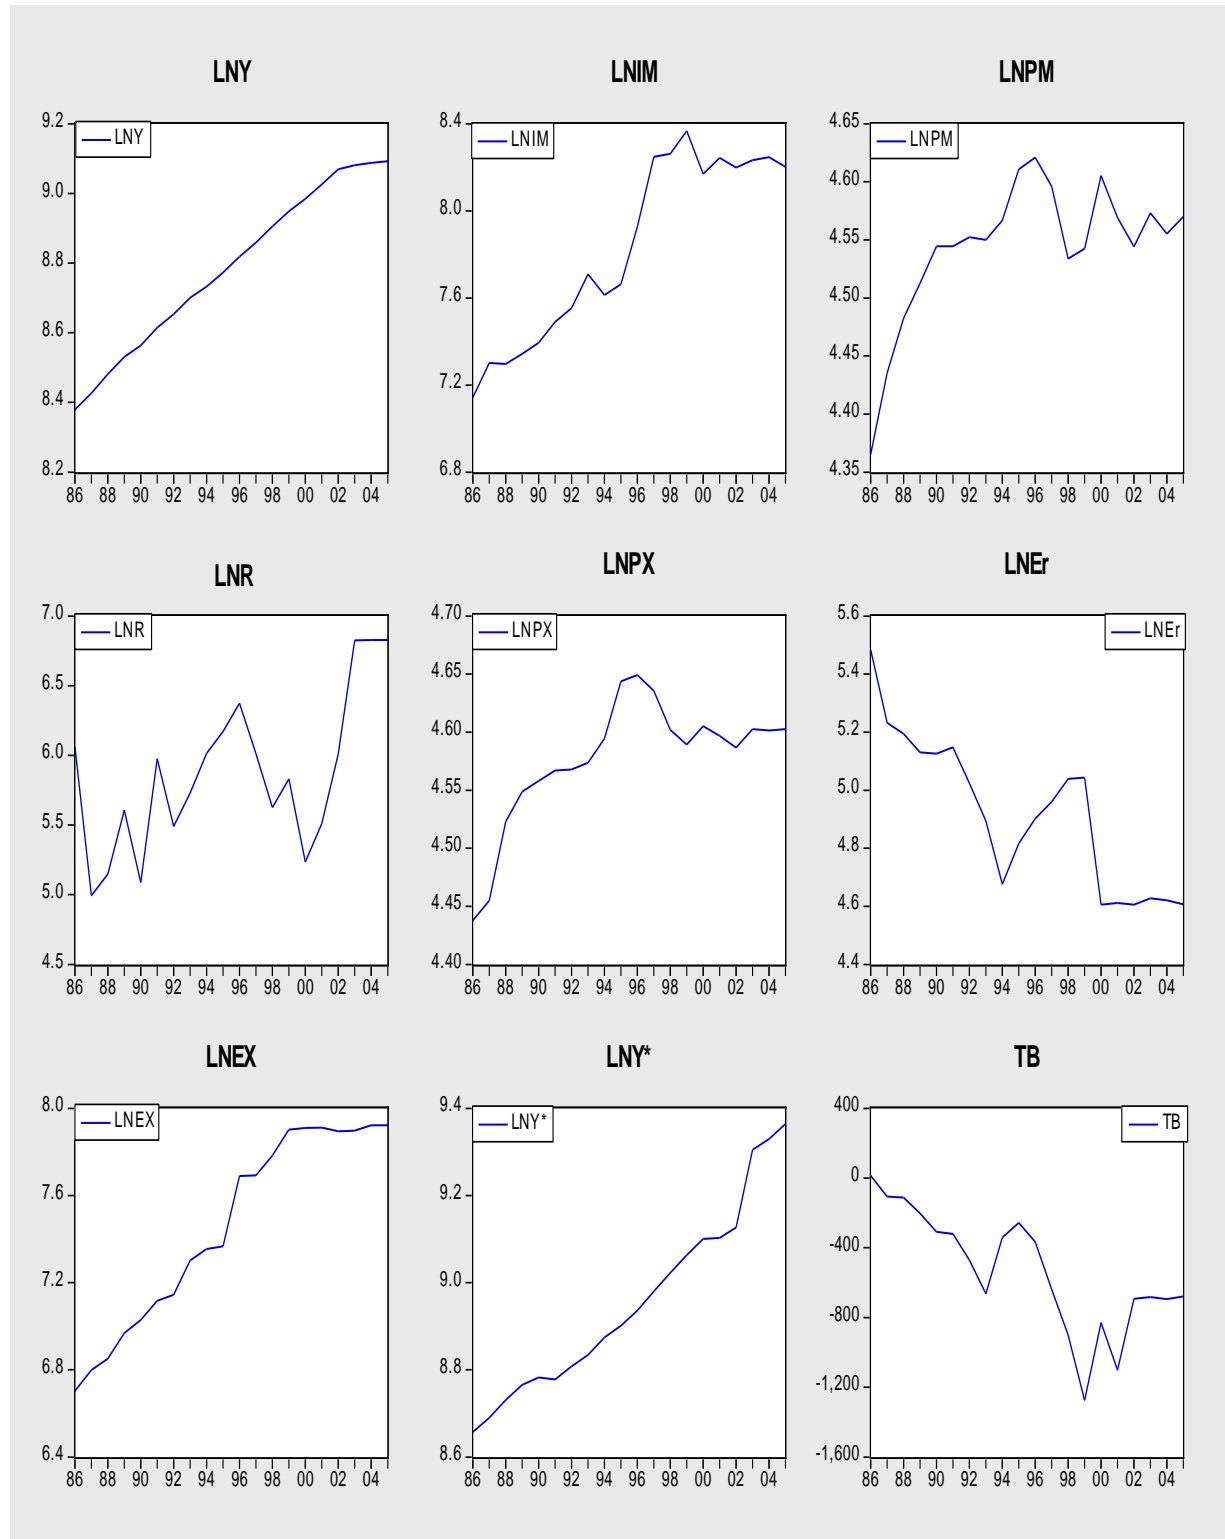 LNY
LNIM
LNPM
9.2
9.0
8.8
8.6
8.4
8.2
LNY
86 88 90 92 94 96 98 00 02 04
8.4
8.0
7.6
7.2
6.8
LNIM
86 88 90 92 94 96 98 00 02 04
4.65
4.60
4.55
4.50
4.45
4.40
4.35
LNPM
86 88 90 92 94 96 98 00 02 04
LNR
LNPX
LNEr
7.0
6.5
6.0
5.5
5.0
4.5
LNR
86 88 90 92 94 96 98 00 02 04
4.70
4.65
4.60
4.55
4.50
4.45
4.40
LNPX
86 88 90 92 94 96 98 00 02 04
5.6
5.4
5.2
5.0
4.8
4.6
4.4
LNEr
86 88 90 92 94 96 98 00 02 04
LNEX
LNY*
TB
8.0
7.6
7.2
6.8
6.4
LNEX
86 88 90 92 94 96 98 00 02 04
9.4
9.2
9.0
8.8
8.6
LNY*
86 88 90 92 94 96 98 00 02 04
400
0
-400
-800
-1,200
-1,600
TB
86 88 90 92 94 96 98 00 02 04